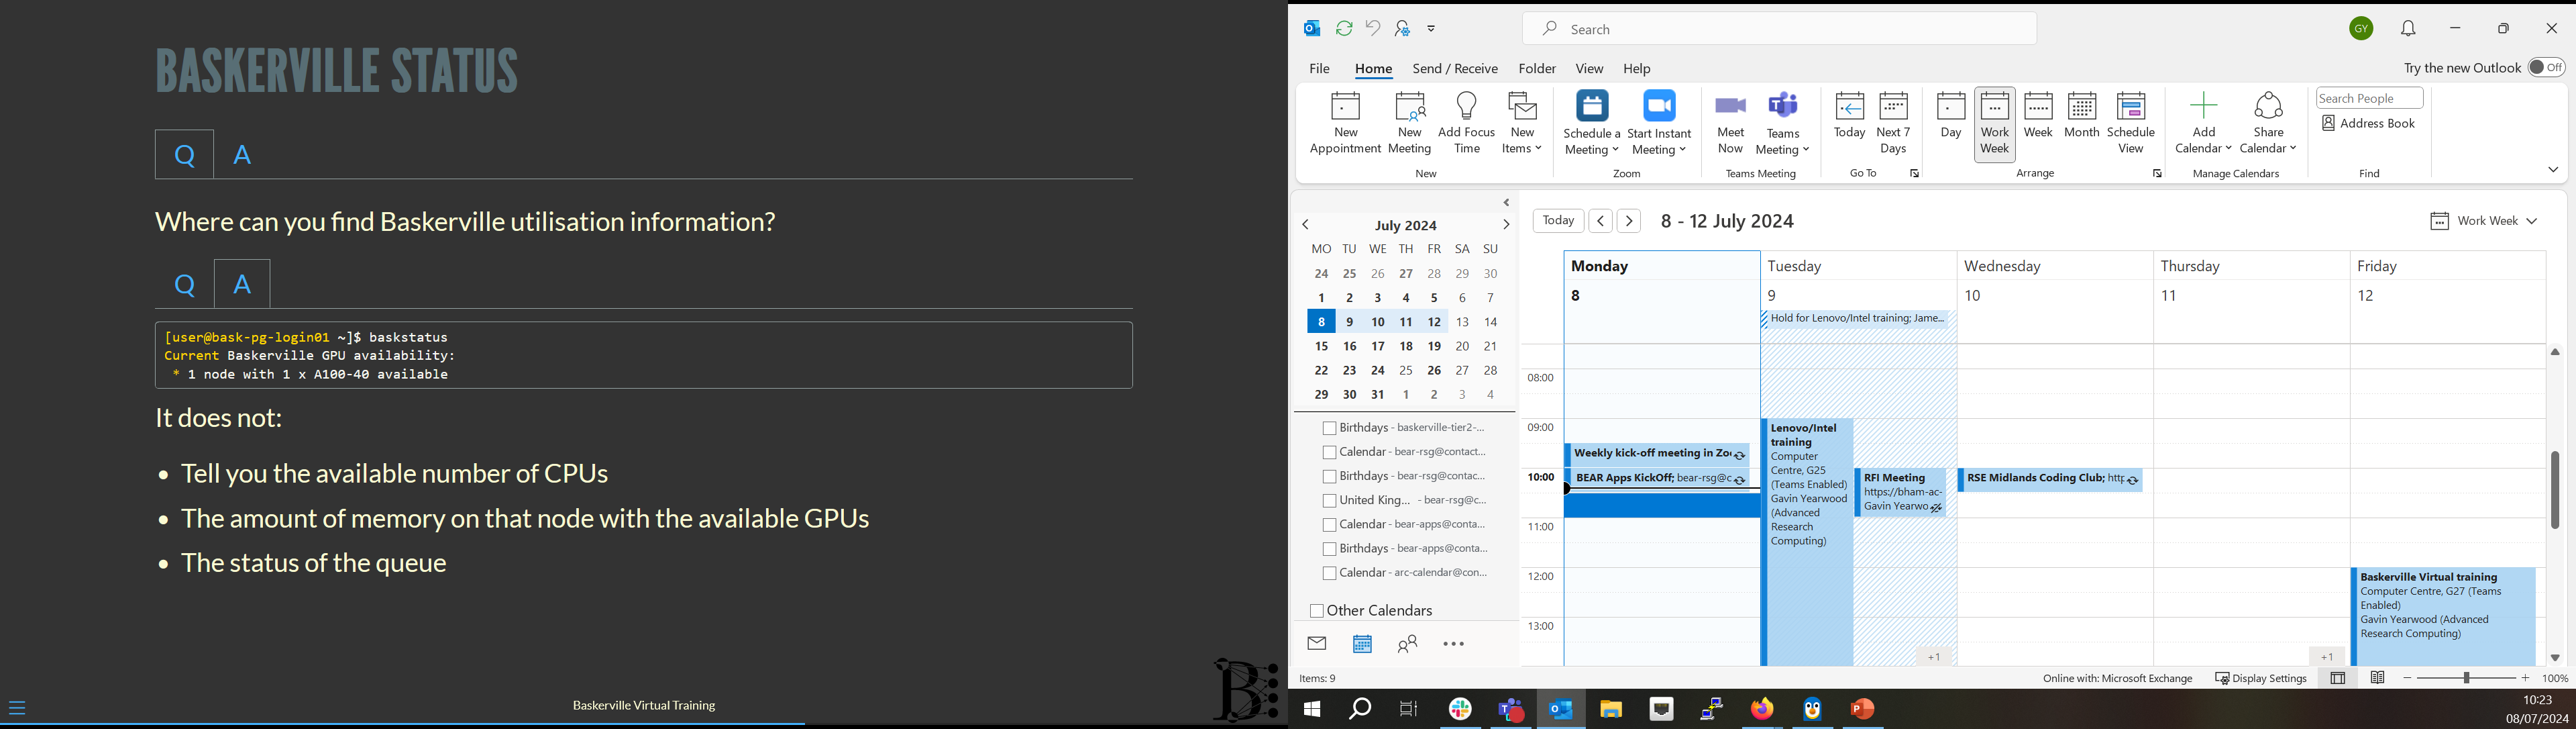 BASKERVILLE STATUS
Q A
Where can you find Baskerville utilisation information?
Q A
[user@bask-pg-login01 ~]$ baskstatus
Current Baskerville GPU availability:
* 1 node with 1 x A100-40 available
It does not:
• Tell you the available number of CPUs
• The amount of memory on that node with the available GPUs
• The status of the queue
Baskerville Virtual Training
B
Search
GY
File Home Send / Receive Folder View Help
Try the new Outlook Off
New Appointment
New Meeting
Add Focus Time
New Items
New
Schedule a Meeting
Start Instant Meeting
Zoom
Meet Now
Teams Meeting
Teams Meeting
Today
Next 7 Days
Go To
Day
Work Week
Week
Month
Schedule View
Arrange
Add Calendar
Share Calendar
Manage Calendars
Search People
Address Book
Find
July 2024
MO TU WE TH FR SA SU
24 25 26 27 28 29 30
1 2 3 4 5 6 7
8 9 10 11 12 13 14
15 16 17 18 19 20 21
22 23 24 25 26 27 28
29 30 31 1 2 3 4
Birthdays - baskerville-tier2-...
Calendar - bear-rsg@contact...
Birthdays - bear-rsg@contac...
United King... - bear-rsg@c...
Calendar - bear-apps@conta...
Birthdays - bear-apps@conta...
Calendar - arc-calendar@con...
Other Calendars
Today
8 - 12 July 2024
Work Week
Monday Tuesday Wednesday Thursday Friday
8 9 10 11 12
Hold for Lenovo/Intel training; Jame...
08:00
09:00
10:00
11:00
12:00
13:00
Weekly kick-off meeting in Zo
BEAR Apps KickOff; bear-rsg@c
Lenovo/Intel
training
Computer
Centre, G25
(Teams Enabled)
Gavin Yearwood
(Advanced
Research
Computing)
RFI Meeting
https://bham-ac-
Gavin Yearwo
RSE Midlands Coding Club; http
Baskerville Virtual training
Computer Centre, G27 (Teams
Enabled)
Gavin Yearwood (Advanced
Research Computing)
+1
+1
Items: 9
Online with: Microsoft Exchange
Display Settings
100%
10:23
08/07/2024